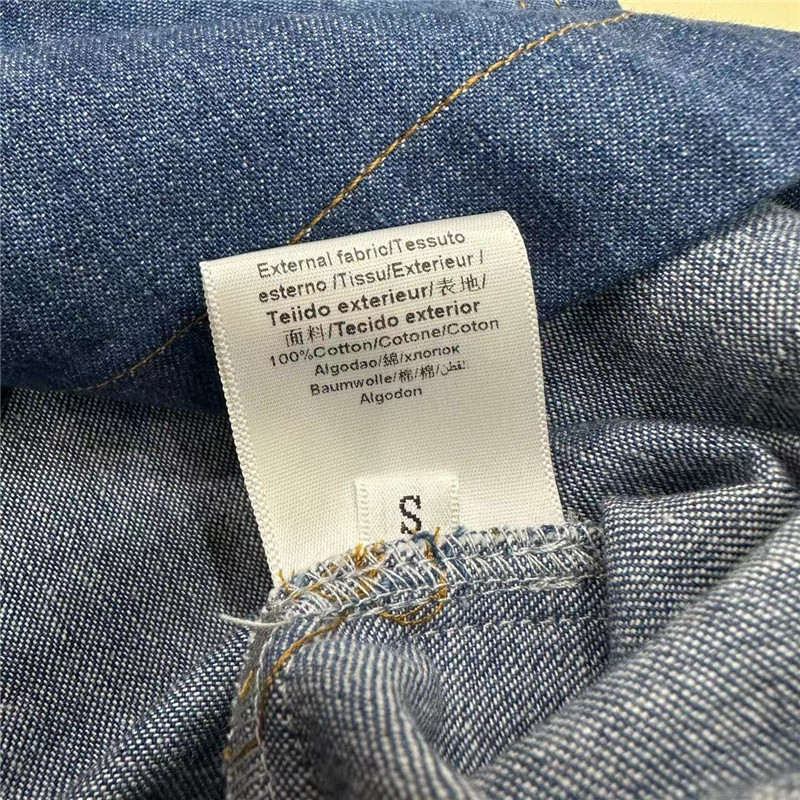 External fabric/Tessuto
esterno /Tissu/Exterieur /
Teiido exterieur/表地/
面料/Tecido exterior
100%Cotton/Cotone/Coton
Algodao/綿/хлопок
Baumwolle/棉/棉/القطن
Algodon
S